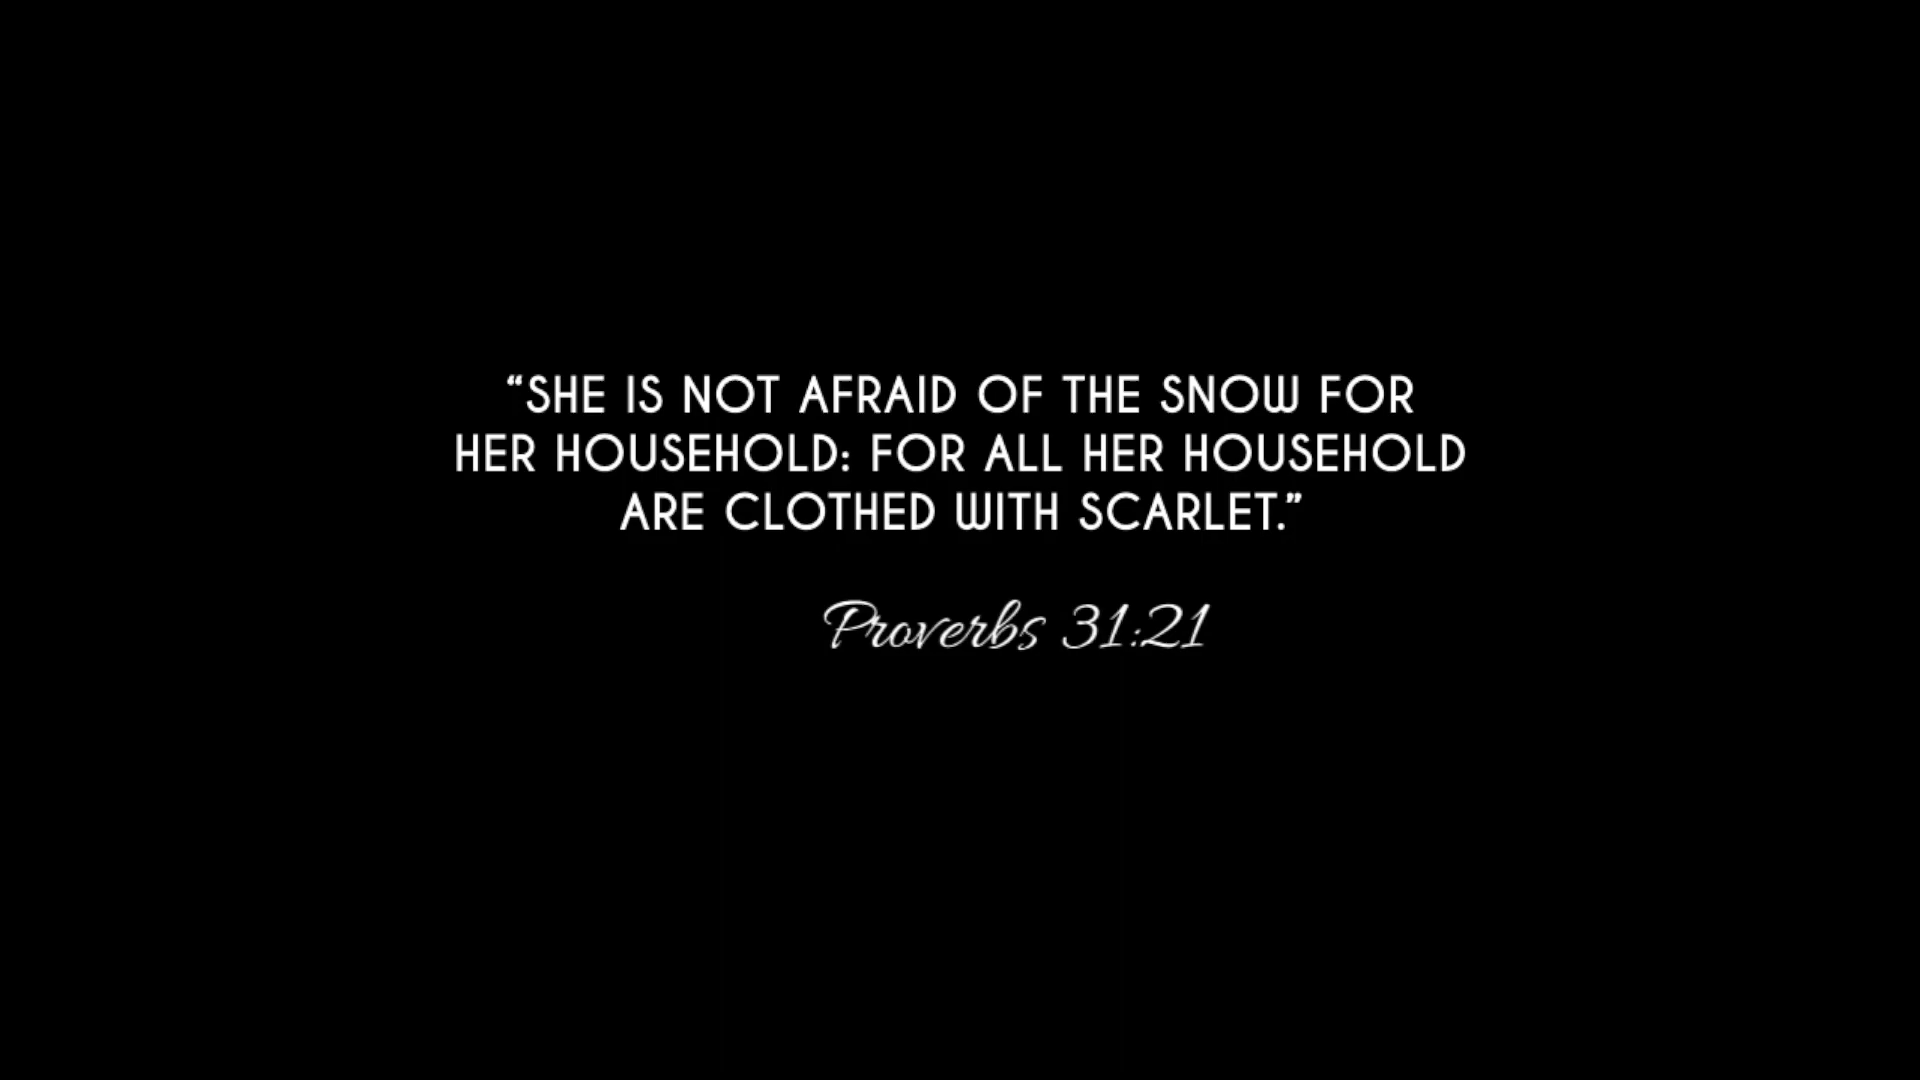 “SHE IS NOT AFRAID OF THE SNOW FOR
HER HOUSEHOLD: FOR ALL HER HOUSEHOLD
ARE CLOTHED WITH SCARLET.”
Proverbs 31:21